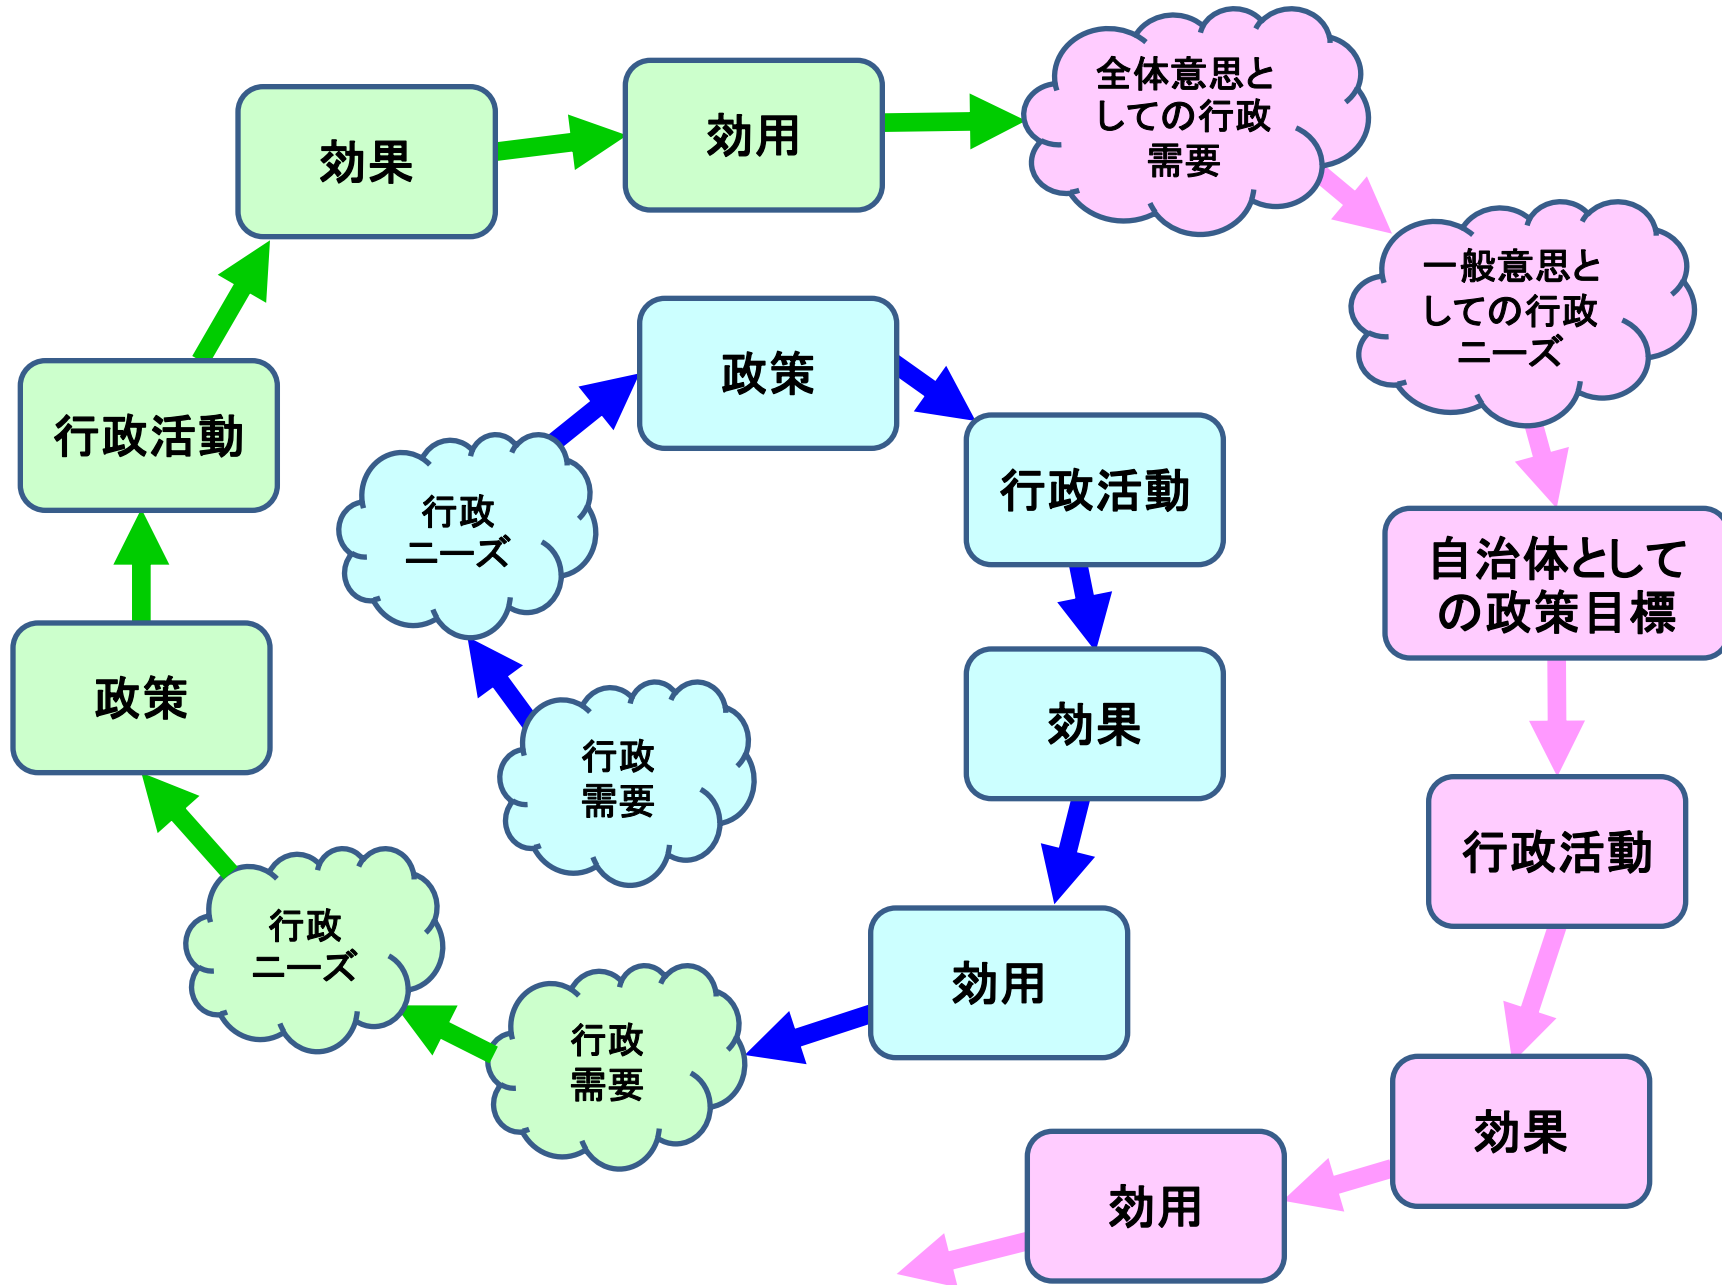 全体意思と
しての行政
需要
効用
効果
一般意思と
しての行政
ニーズ
政策
行政活動
行政
ニーズ
行政活動
自治体として
の政策目標
効果
政策
行政
需要
行政活動
行政
ニーズ
効用
行政
需要
効果
効用